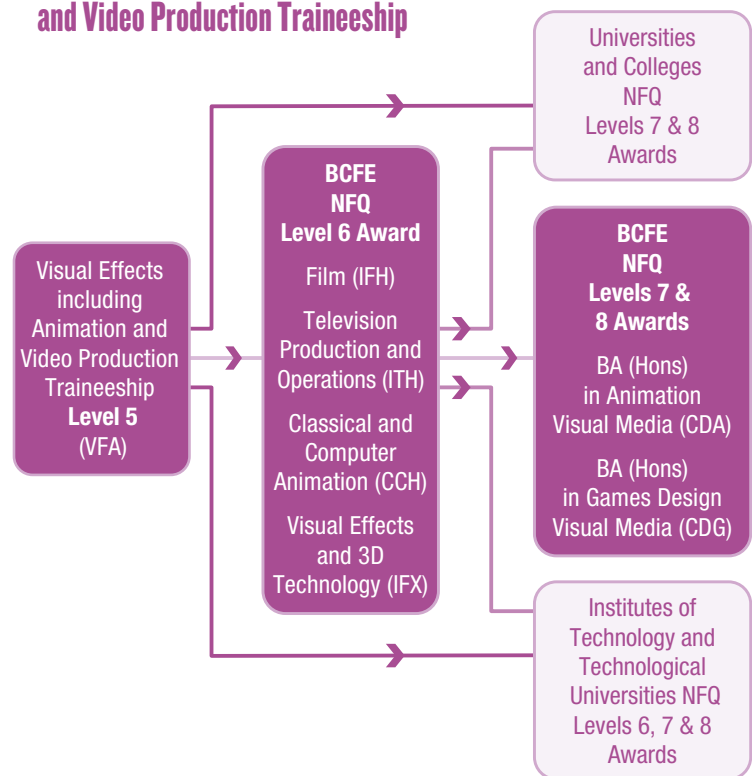 and Video Production Traineeship
Visual Effects
including
Animation and
Video Production
Traineeship
Level 5
(VFA)
BCFE
NFQ
Level 6 Award
Film (IFH)
Television
Production and
Operations (ITH)
Classical and
Computer
Animation (CCH)
Visual Effects
and 3D
Technology (IFX)
Universities
and Colleges
NFQ
Levels 7 & 8
Awards
BCFE
NFQ
Levels 7 &
8 Awards
BA (Hons)
in Animation
Visual Media (CDA)
BA (Hons)
in Games Design
Visual Media (CDG)
Institutes of
Technology and
Technological
Universities NFQ
Levels 6, 7 & 8
Awards